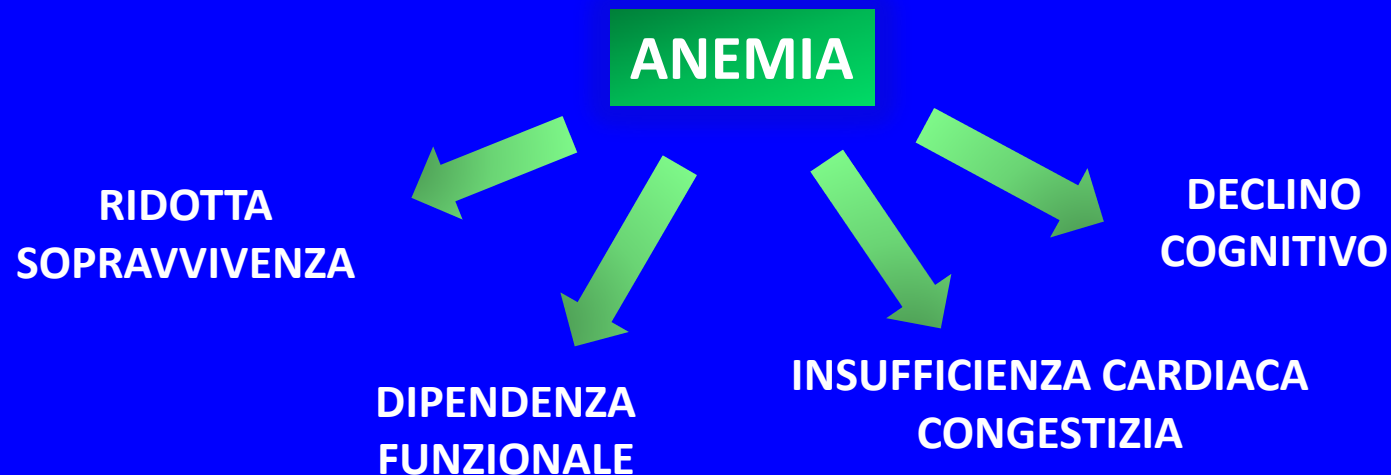 ANEMIA
RIDOTTA
SOPRAVVIVENZA
DIPENDENZA
FUNZIONALE
INSUFFICIENZA CARDIACA
CONGESTIZIA
DECLINO
COGNITIVO